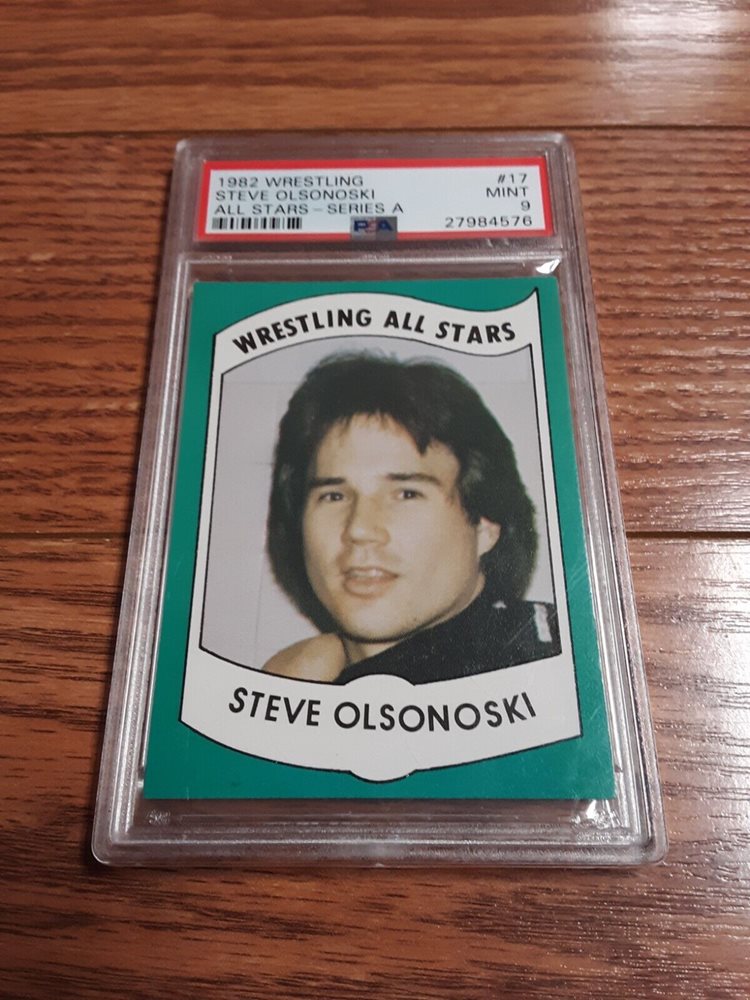 1982 WRESTLING #17
STEVE OLSONOSKI MINT
ALL STARS - SERIES A 9
PSA 27984576
WRESTLING ALL STARS
STEVE OLSONOSKI